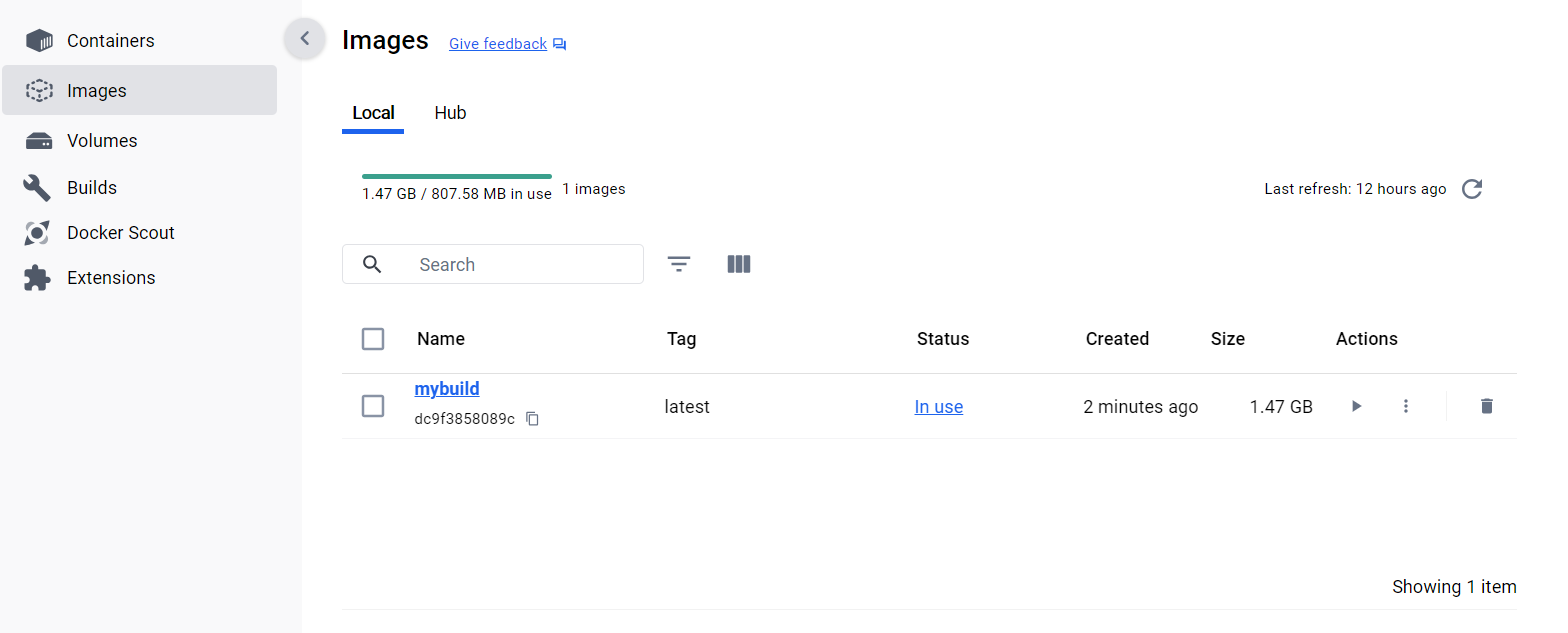 Containers
Images
Volumes
Builds
Docker Scout
Extensions
Images Give feedback
Local Hub
1.47 GB / 807.58 MB in use 1 images
Last refresh: 12 hours ago
Search
Name Tag Status Created Size Actions
mybuild
dc9f3858089c
latest In use 2 minutes ago 1.47 GB
Showing 1 item